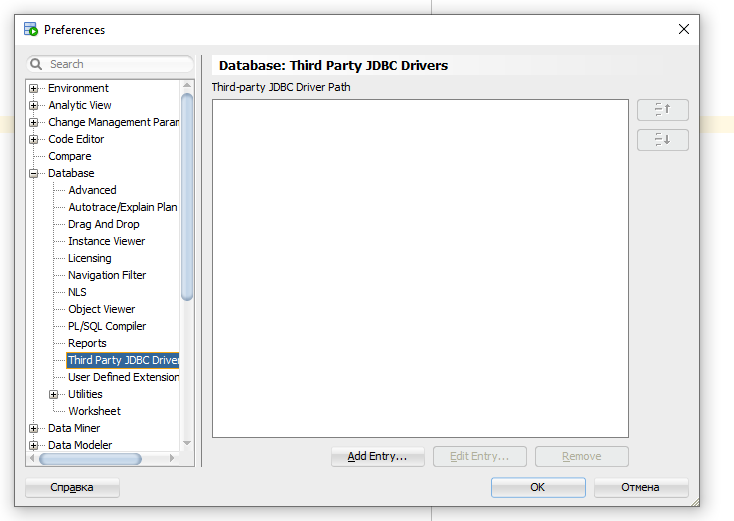 Preferences
Search
Environment
Analytic View
Change Management Parar
Code Editor
Compare
Database
Advanced
Autotrace/Explain Plan
Drag And Drop
Instance Viewer
Licensing
Navigation Filter
NLS
Object Viewer
PL/SQL Compiler
Reports
Third Party JDBC Driver
User Defined Extension
Utilities
Worksheet
Data Miner
Data Modeler
Database: Third Party JDBC Drivers
Third-party JDBC Driver Path
Add Entry... Edit Entry... Remove
Справка OK Отмена